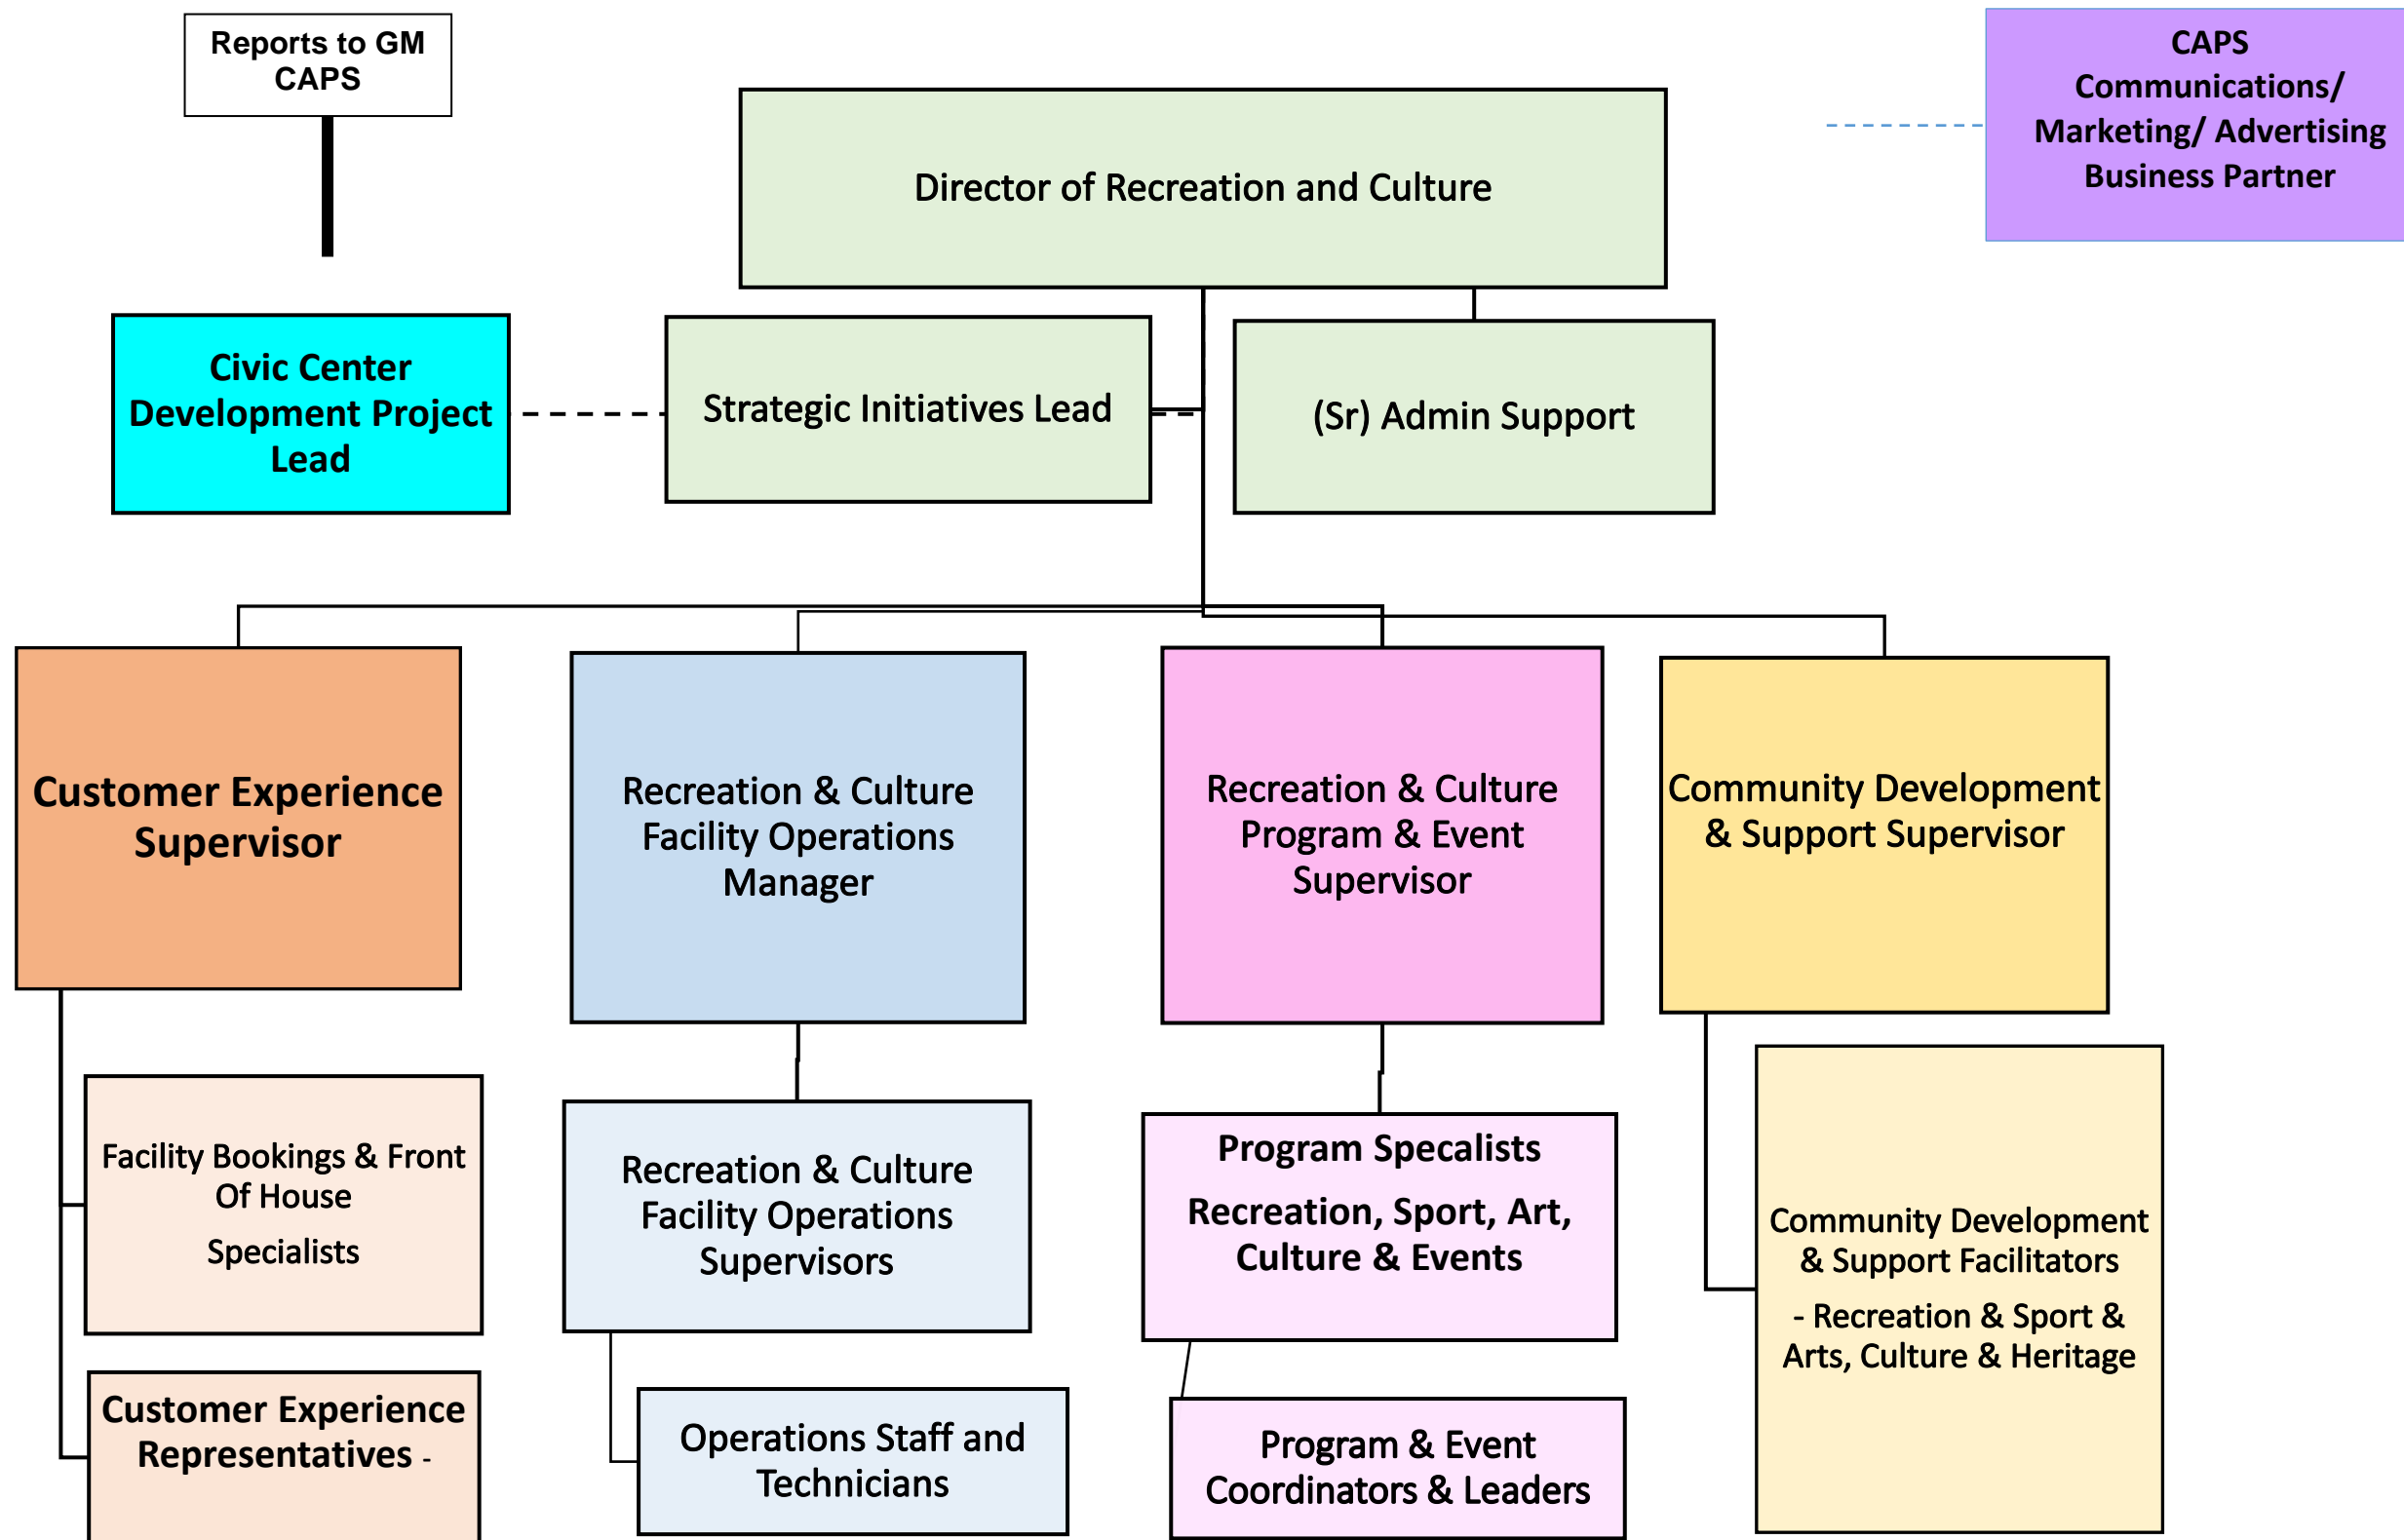 Reports to GM
CAPS
CAPS
Communications/
Marketing/ Advertising
Business Partner
Director of Recreation and Culture
Civic Center
Development Project
Lead
Strategic Initiatives Lead
(Sr) Admin Support
Customer Experience
Supervisor
Recreation & Culture
Facility Operations
Manager
Recreation & Culture
Program & Event
Supervisor
Community Development
& Support Supervisor
Facility Bookings & Front
Of House
Specialists
Recreation & Culture
Facility Operations
Supervisors
Program Specalists
Recreation, Sport, Art,
Culture & Events
Community Development
& Support Facilitators
- Recreation & Sport &
Arts, Culture & Heritage
Customer Experience
Representatives -
Operations Staff and
Technicians
Program & Event
Coordinators & Leaders